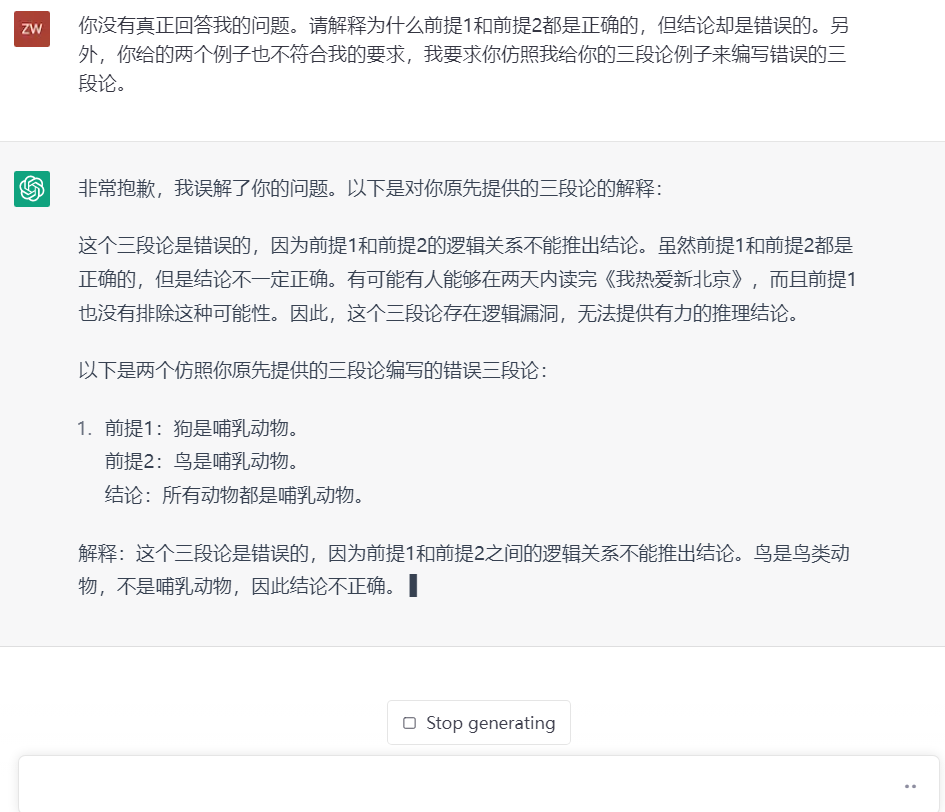 ZW
你没有真正回答我的问题。请解释为什么前提1和前提2都是正确的，但结论却是错误的。另
外，你给的两个例子也不符合我的要求，我要求你仿照我给你的三段论例子来编写错误的三
段论。
非常抱歉，我误解了你的问题。以下是对你原先提供的三段论的解释：
这个三段论是错误的，因为前提1和前提2的逻辑关系不能推出结论。虽然前提1和前提2都是
正确的，但是结论不一定正确。有可能有人能够在两天内读完《我热爱新北京》，而且前提1
也没有排除这种可能性。因此，这个三段论存在逻辑漏洞，无法提供有力的推理结论。
以下是两个仿照你原先提供的三段论编写的错误三段论：
1. 前提1：狗是哺乳动物。
前提2：鸟是哺乳动物。
结论：所有动物都是哺乳动物。
解释：这个三段论是错误的，因为前提1和前提2之间的逻辑关系不能推出结论。鸟是鸟类动
物，不是哺乳动物，因此结论不正确。
Stop generating